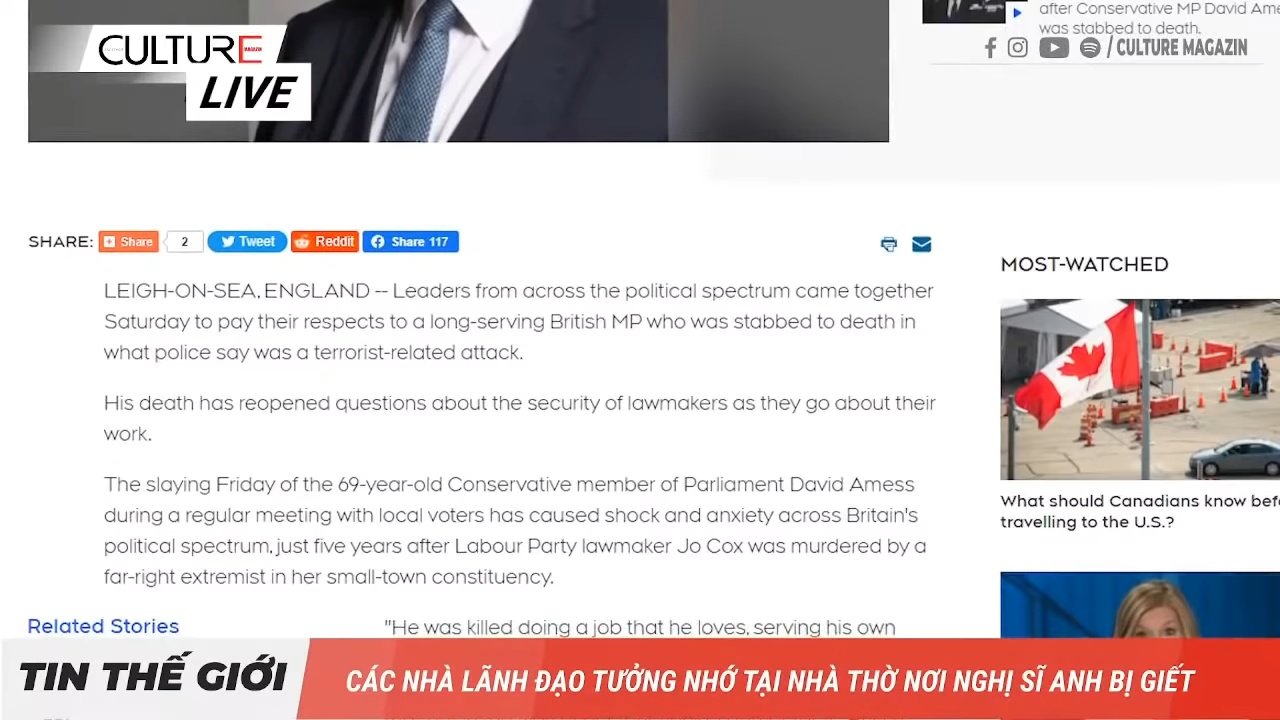 CULTURE
MAGAZIN
LIVE
after Conservative MP David Ames
was stabbed to death.
/ CULTURE MAGAZIN
SHARE:
Share
2
Tweet
Reddit
Share 117
LEIGH-ON-SEA, ENGLAND -- Leaders from across the political spectrum came together
Saturday to pay their respects to a long-serving British MP who was stabbed to death in
what police say was a terrorist-related attack.
His death has reopened questions about the security of lawmakers as they go about their
work.
The slaying Friday of the 69-year-old Conservative member of Parliament David Amess
during a regular meeting with local voters has caused shock and anxiety across Britain's
political spectrum, just five years after Labour Party lawmaker Jo Cox was murdered by a
far-right extremist in her small-town constituency.
Related Stories
"He was killed doing a job that he loves, serving his own
MOST-WATCHED
What should Canadians know bef
travelling to the U.S.?
TIN THẾ GIỚI
CÁC NHÀ LÃNH ĐẠO TƯỞNG NHỚ TẠI NHÀ THỜ NƠI NGHỊ SĨ ANH BỊ GIẾT